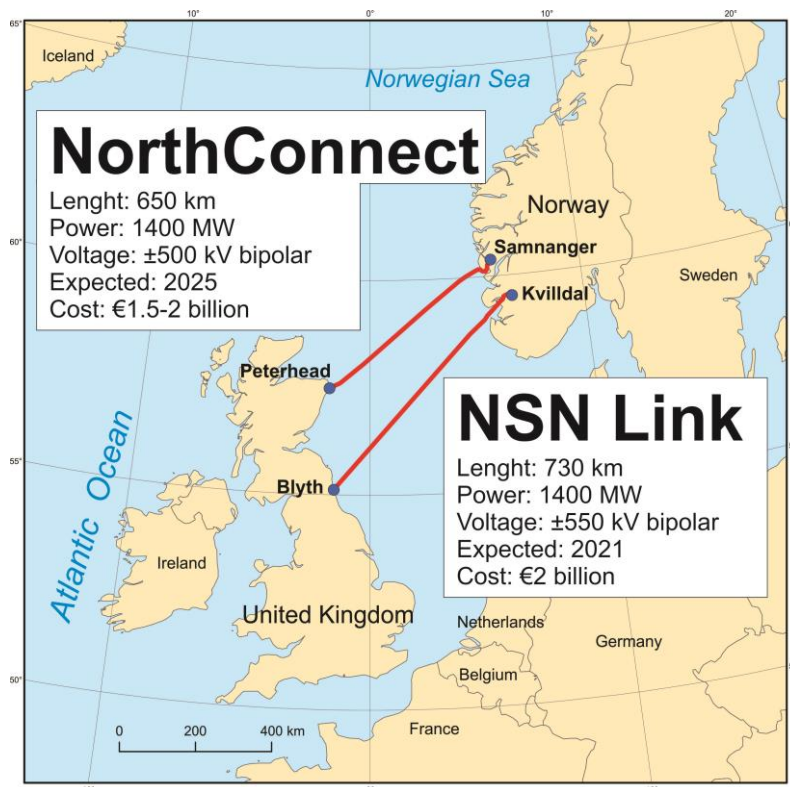 10°
0°
10°
20°
65°
Iceland
Norwegian Sea
NorthConnect
Lenght: 650 km
Power: 1400 MW
Voltage: ±500 kV bipolar
Expected: 2025
Cost: €1.5-2 billion
Norway
60°
Samnanger
Sweden
Kvilldal
Peterhead
NSN Link
Lenght: 730 km
Power: 1400 MW
Voltage: ±550 kV bipolar
Expected: 2021
Cost: €2 billion
Atlantic Ocean
55°
Blyth
Ireland
United Kingdom
Netherlands
Germany
Belgium
50°
France
0 200 400 km